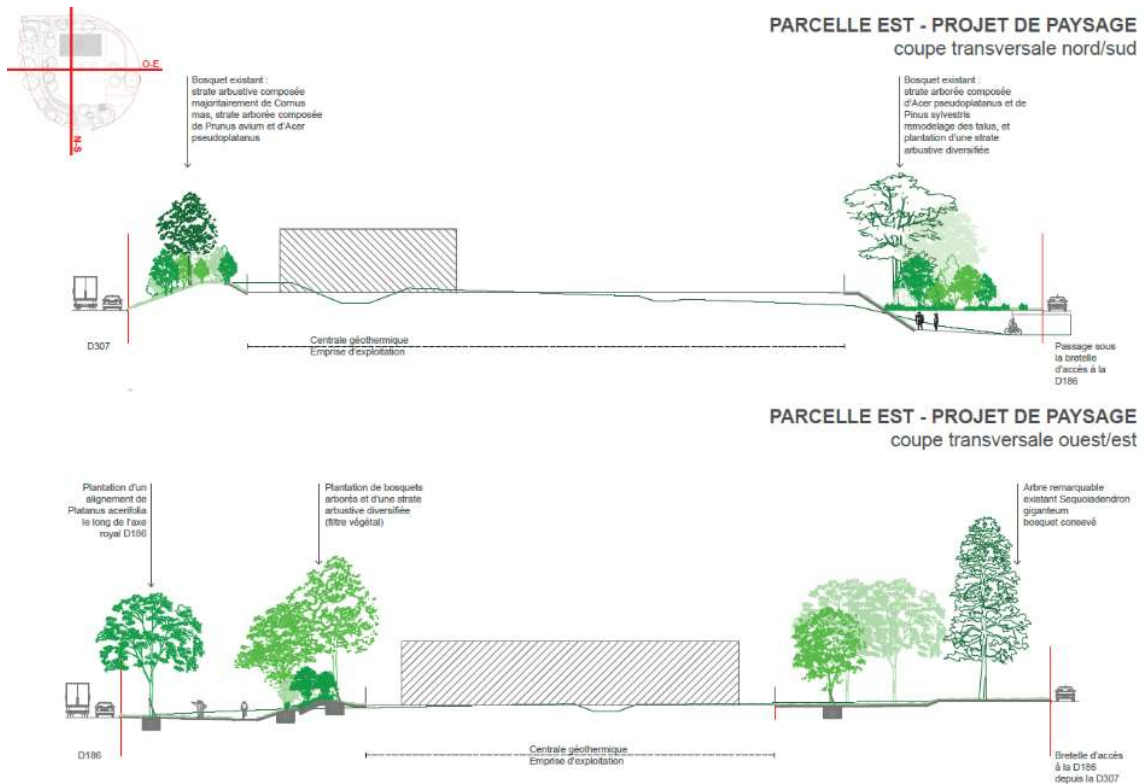 PARCELLE EST - PROJET DE PAYSAGE
coupe transversale nord/sud
O-E
N-S
Bosquet existant :
strate arbustive composée
majoritairement de Cornus
mas, strate arborée composée
de Prunus avium et d'Acer
pseudoplatanus
Bosquet existant :
strate arborée composée
d'Acer pseudoplatanus et de
Pinus sylvestris
remodelage des talus, et
plantation d'une strate
arbustive diversifiée
D307
Centrale géothermique
Emprise d'exploitation
Passage sous
la bretelle
d'accès à la
D186
PARCELLE EST - PROJET DE PAYSAGE
coupe transversale ouest/est
Plantation d'un
alignement de
Platanus acerifolia
le long de l'axe
royal D186
Plantation de bosquets
arborés et d'une strate
arbustive diversifiée
(filtre végétal)
Arbre remarquable
existant Sequoiadendron
giganteum
bosquet consevé
D186
Centrale géothermique
Emprise d'exploitation
Bretelle d'accès
à la D186
depuis la D307